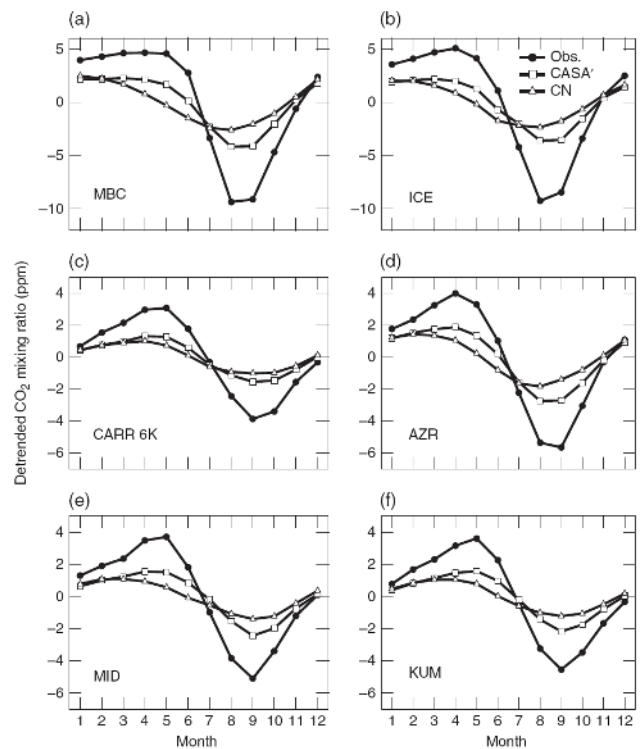 (a)
5
0
−5
−10
MBC
(b)
5
0
−5
−10
Obs.
CASA′
CN
ICE
(c)
4
2
0
−2
−4
−6
CARR 6K
(d)
4
2
0
−2
−4
−6
AZR
Detrended CO₂ mixing ratio (ppm)
(e)
4
2
0
−2
−4
−6
MID
1 2 3 4 5 6 7 8 9 10 11 12
Month
(f)
4
2
0
−2
−4
−6
KUM
1 2 3 4 5 6 7 8 9 10 11 12
Month